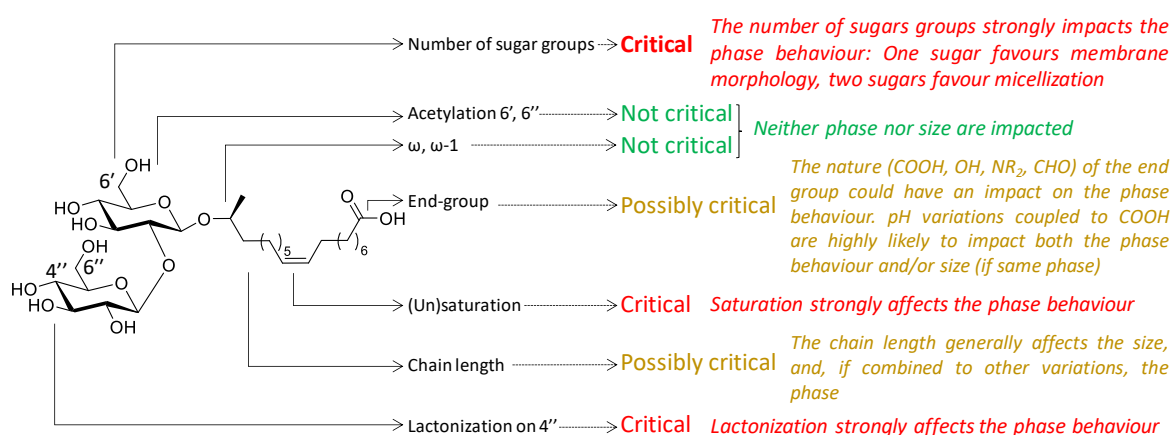 Number of sugar groups
Critical
The number of sugars groups strongly impacts the
phase behaviour: One sugar favours membrane
morphology, two sugars favour micellization
Acetylation 6’, 6’’
Not critical
ω, ω-1
Not critical
Neither phase nor size are impacted
End-group
Possibly critical
The nature (COOH, OH, NR2, CHO) of the end
group could have an impact on the phase
behaviour. pH variations coupled to COOH
are highly likely to impact both the phase
behaviour and/or size (if same phase)
(Un)saturation
Critical
Saturation strongly affects the phase behaviour
Chain length
Possibly critical
The chain length generally affects the size,
and, if combined to other variations, the
phase
Lactonization on 4’’
Critical
Lactonization strongly affects the phase behaviour
OH
6’
HO
HO
O
O
O
OH
5
6
OH
6’’
O
4’’
HO
HO
O
O
OH